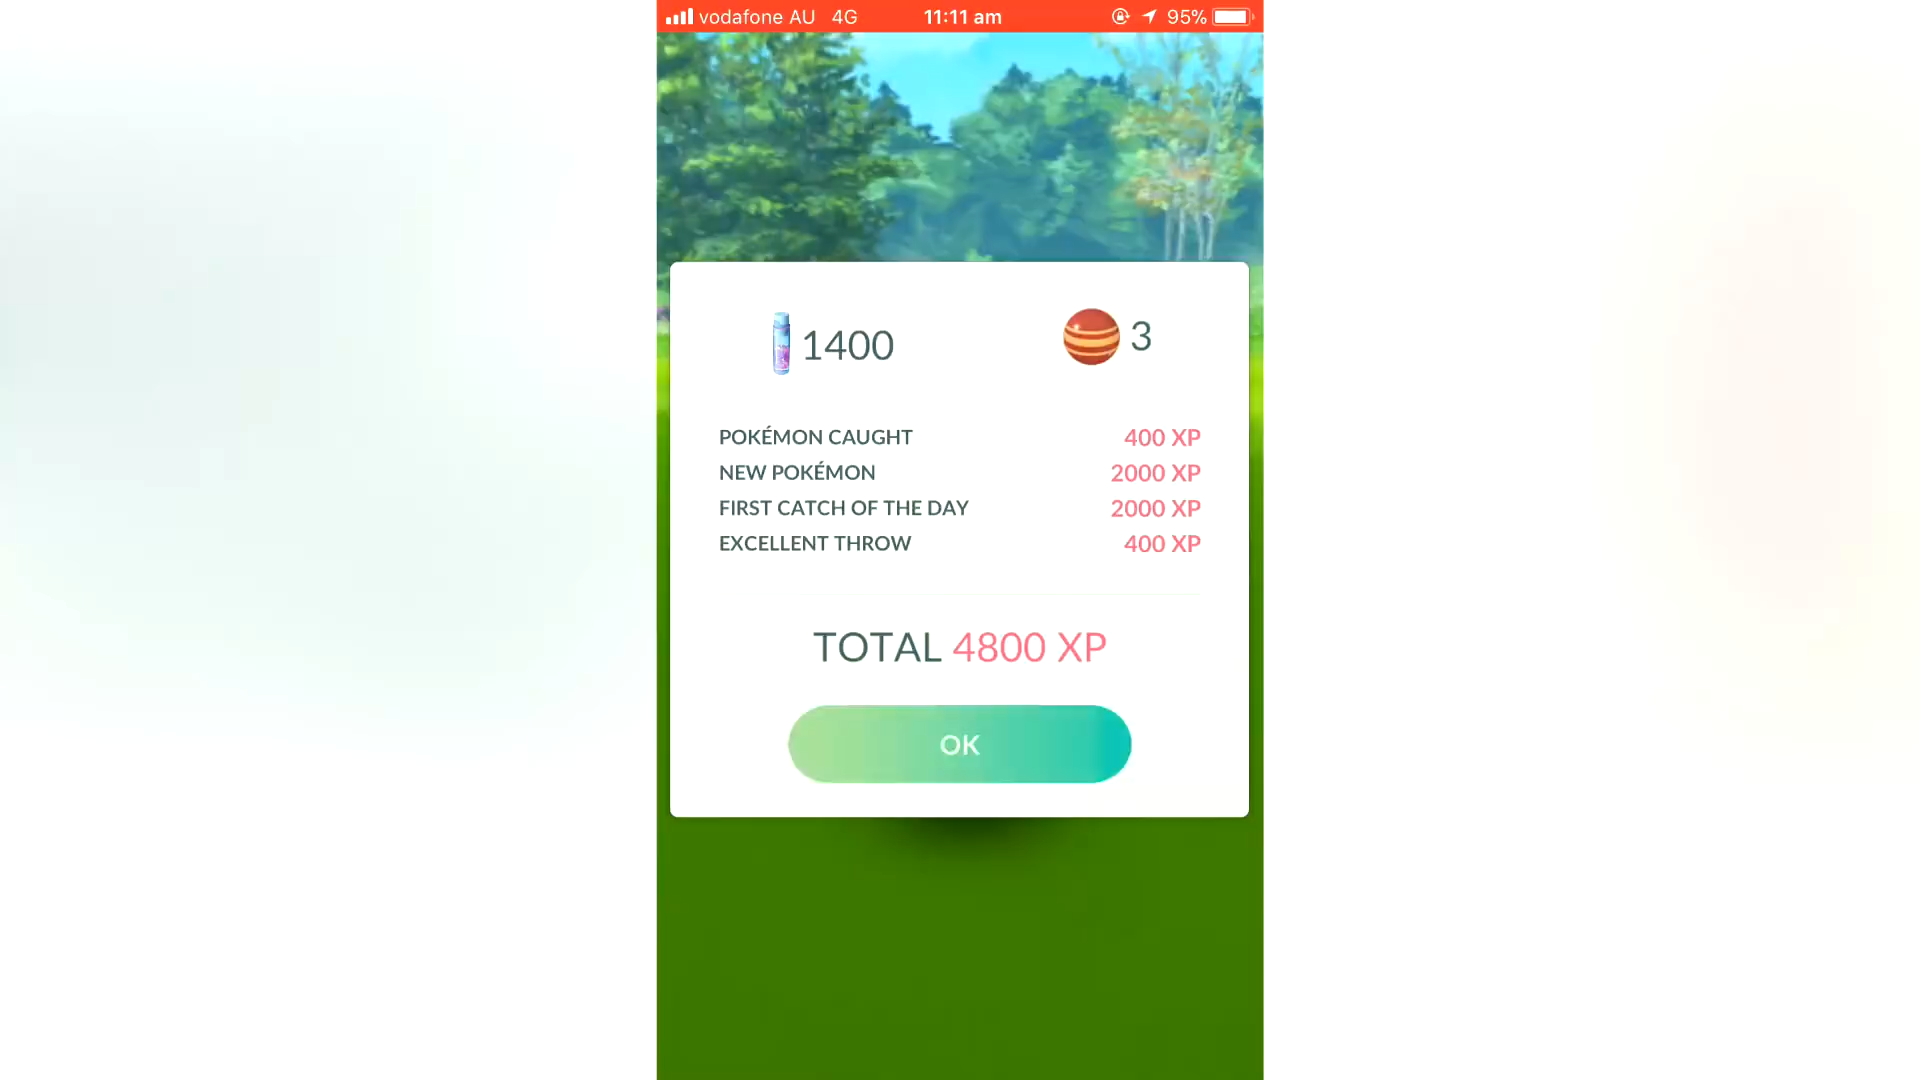 vodafone AU 4G 11:11 am 95%
1400 3
POKÉMON CAUGHT 400 XP
NEW POKÉMON 2000 XP
FIRST CATCH OF THE DAY 2000 XP
EXCELLENT THROW 400 XP
TOTAL 4800 XP
OK